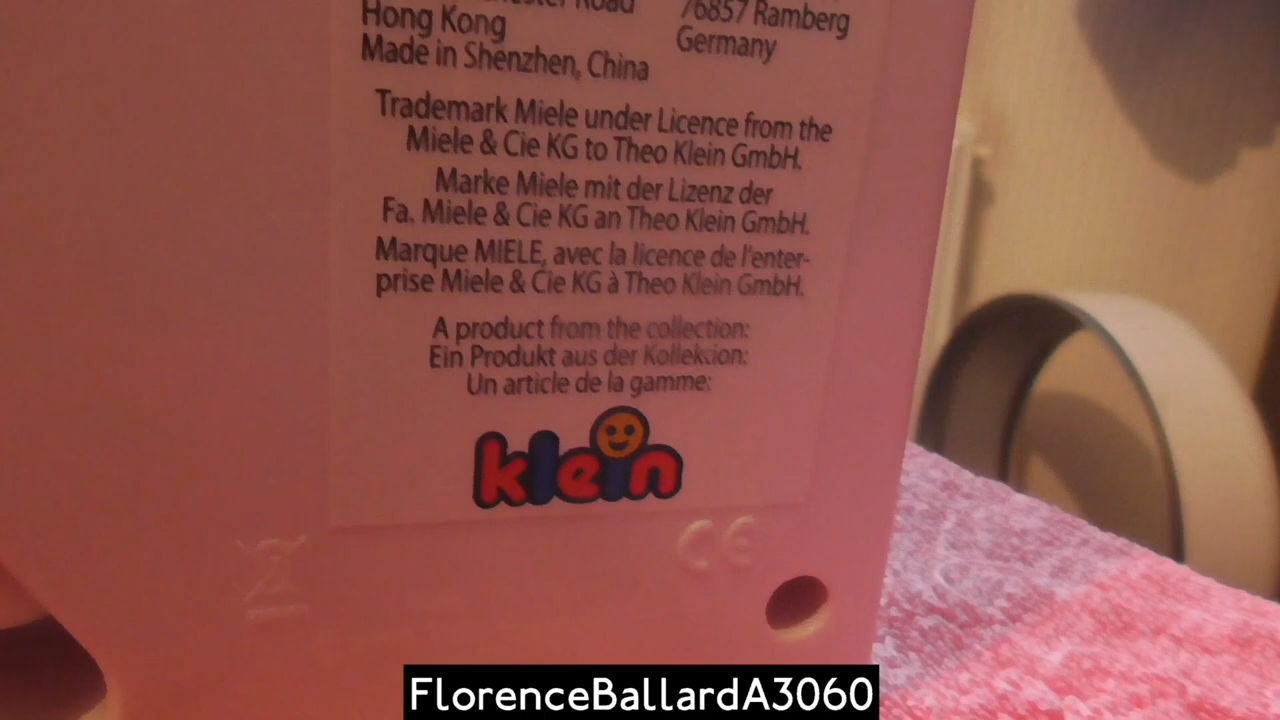 Road
Hong Kong
Made in Shenzhen, China
76857 Ramberg
Germany
Trademark Miele under Licence from the
Miele & Cie KG to Theo Klein GmbH.
Marke Miele mit der Lizenz der
Fa. Miele & Cie KG an Theo Klein GmbH.
Marque MIELE, avec la licence de l'enter-
prise Miele & Cie KG à Theo Klein GmbH.
A product from the collection:
Ein Produkt aus der Kollektion:
Un article de la gamme:
klein
CE
FlorenceBallardA3060